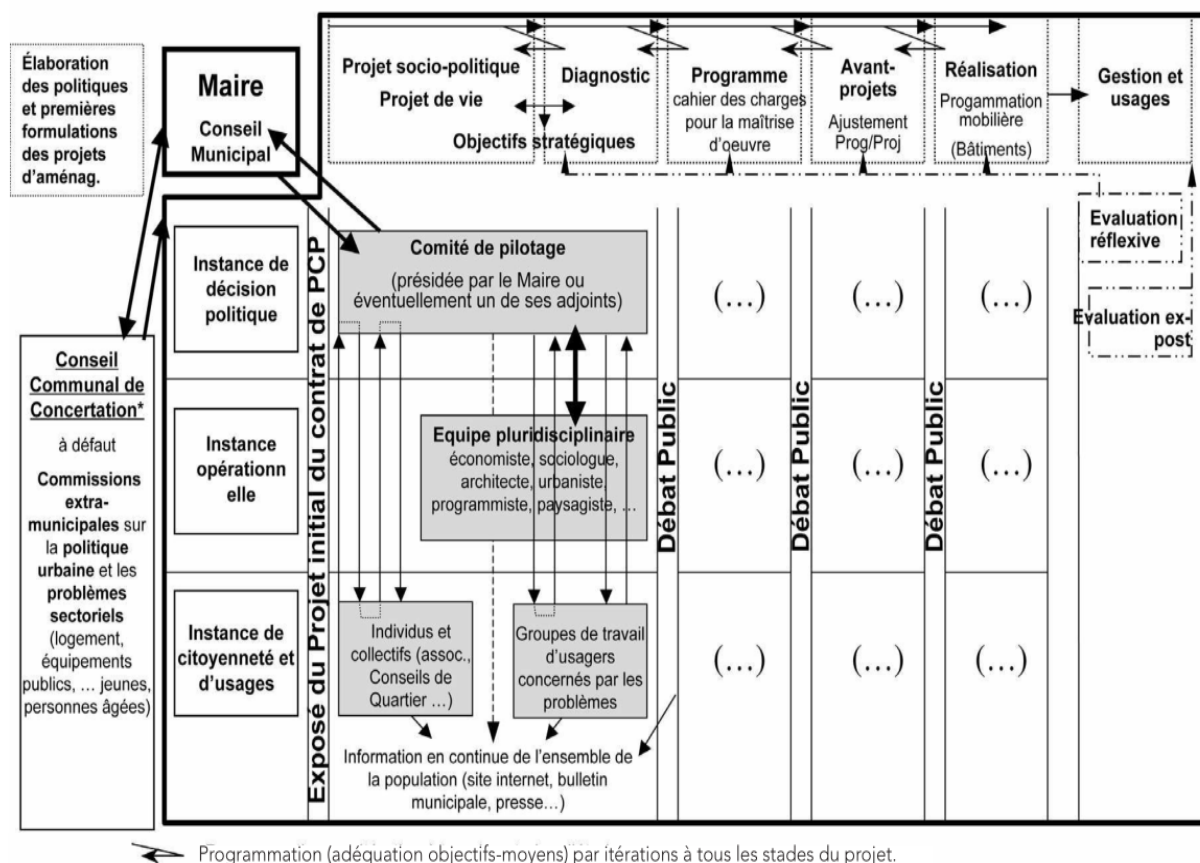 Élaboration
des politiques
et premières
formulations
des projets
d'aménag.
Maire
Conseil
Municipal
Projet socio-politique
Projet de vie
Diagnostic
Objectifs stratégiques
Programme
cahier des charges
pour la maîtrise
d'oeuvre
Avant-
projets
Ajustement
Prog/Proj
Réalisation
Progammation
mobilière
(Bâtiments)
Gestion et
usages
Evaluation
réflexive
Evaluation ex-
post
Conseil
Communal de
Concertation*
à défaut
Commissions
extra-
municipales sur
la politique
urbaine et les
problèmes
sectoriels
(logement,
équipements
publics, ... jeunes,
personnes âgées)
Instance de
décision
politique
Instance
opérationn
elle
Instance de
citoyenneté et
d'usages
Exposé du Projet initial du contrat de PCP
Comité de pilotage
(présidée par le Maire ou
éventuellement un de ses adjoints)
Equipe pluridisciplinaire
économiste, sociologue,
architecte, urbaniste,
programmiste, paysagiste, ...
Individus et
collectifs (assoc.,
Conseils de
Quartier ...)
Groupes de travail
d'usagers
concernés par les
problèmes
Information en continue de l'ensemble de
la population (site internet, bulletin
municipale, presse...)
Débat Public
Débat Public
Débat Public
(...)
(...)
(...)
(...)
(...)
(...)
(...)
(...)
(...)
Programmation (adéquation objectifs-moyens) par itérations à tous les stades du projet.